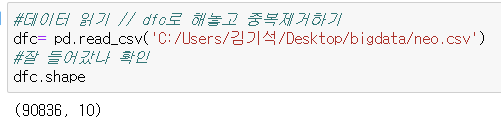 #데이터 읽기 // dfc로 해놓고 중복제거하기
dfc= pd.read_csv('C:/Users/김기석/Desktop/bigdata/neo.csv')
#잘 들어갔나 확인
dfc.shape
(90836, 10)